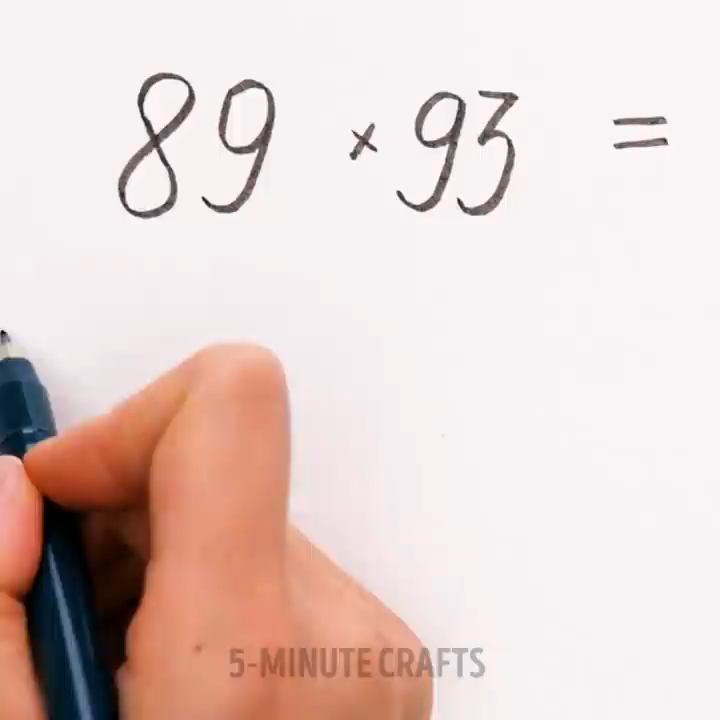 89 × 93 =
5-MINUTE CRAFTS